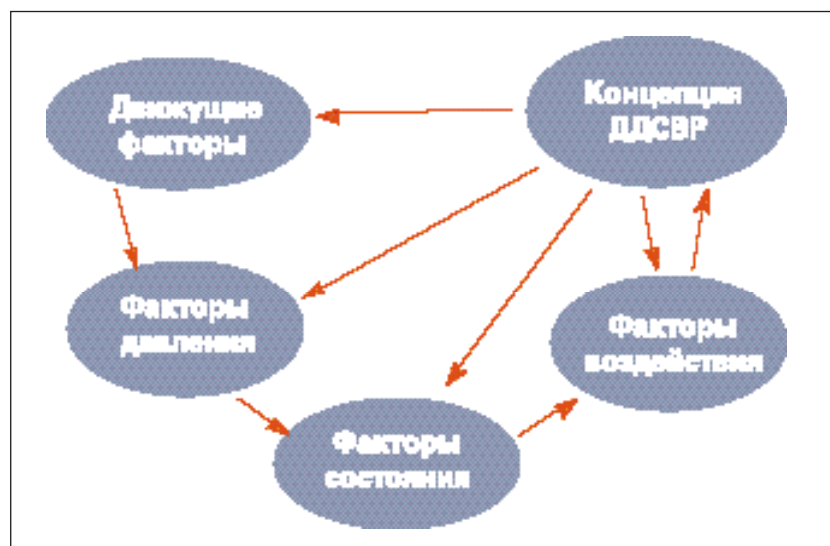 Движущие
факторы
Концепция
ДДСВР
Факторы
давления
Факторы
воздействия
Факторы
состояния